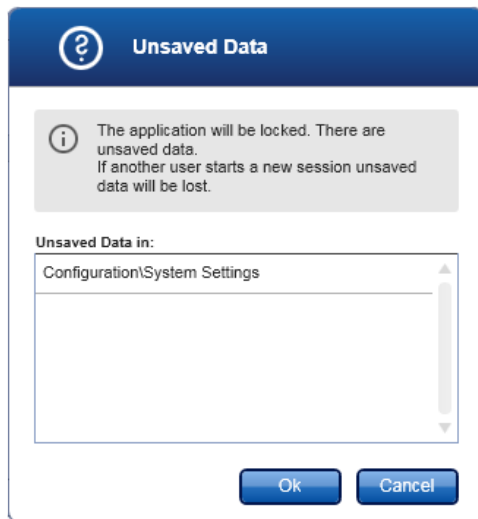 Unsaved Data
The application will be locked. There are
unsaved data.
If another user starts a new session unsaved
data will be lost.
Unsaved Data in:
Configuration\System Settings
Ok
Cancel